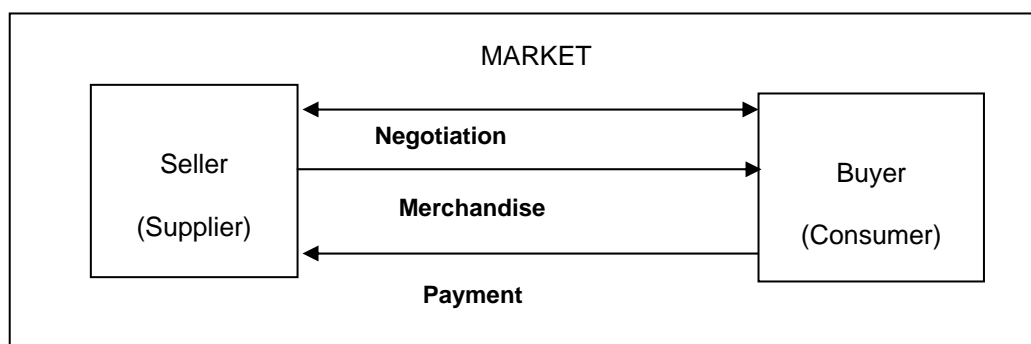 MARKET
Negotiation
Seller
(Supplier)
Merchandise
Buyer
(Consumer)
Payment